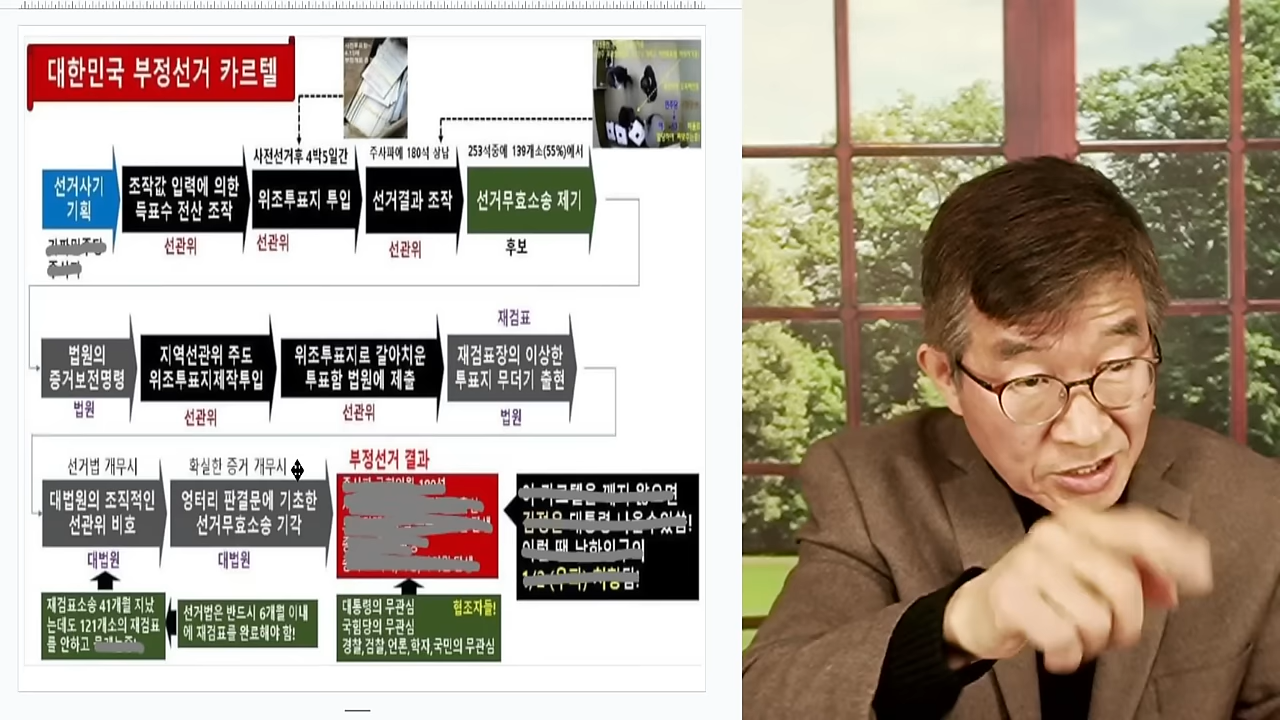 대한민국 부정선거 카르텔
사전선거후 4박5일간
주사파에 180석 상납
253석중에 139개소(55%)에서
선거사기
기획
조작값 입력에 의한
득표수 전산 조작
위조투표지 투입
선거결과 조작
선거무효소송 제기
선관위
선관위
선관위
후보
재검표
법원의
증거보전명령
지역선관위 주도
위조투표지제작투입
위조투표지로 갈아치운
투표함 법원에 제출
재검표장의 이상한
투표지 무더기 출현
법원
선관위
선관위
법원
선거법 개무시
확실한 증거 개무시
부정선거 결과
대법원의 조직적인
선관위 비호
엉터리 판결문에 기초한
선거무효소송 기각
대법원
대법원
재검표소송 41개월 지났
는데도 121개소의 재검표
를 안하고
선거법은 반드시 6개월 이내
에 재검표를 완료해야 함!
대통령의 무관심
협조자들!
국힘당의 무관심
경찰,검찰,언론,학자,국민의 무관심